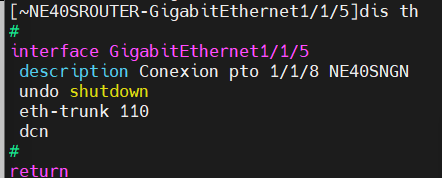 [~NE40SROUTER-GigabitEthernet1/1/5]dis th
#
interface GigabitEthernet1/1/5
 description Conexion pto 1/1/8 NE40SNGN
 undo shutdown
 eth-trunk 110
 dcn
#
return